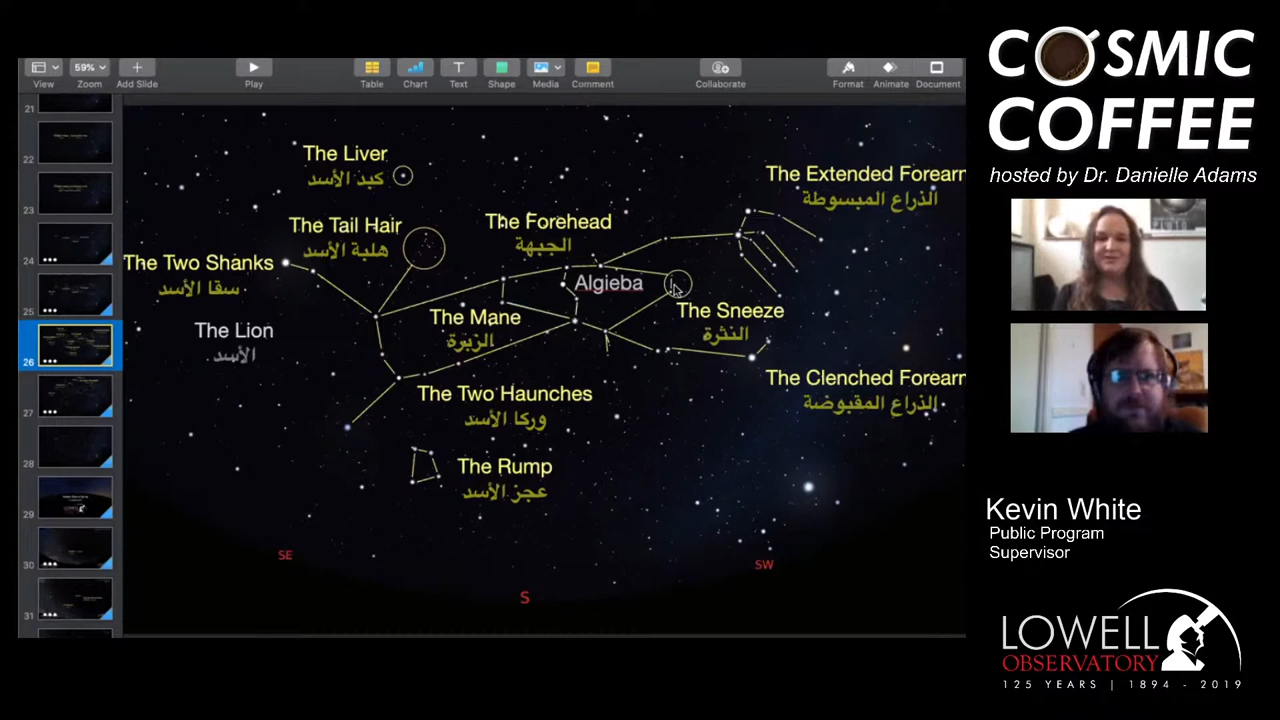 COSMIC
COFFEE
hosted by Dr. Danielle Adams
View
59%
Zoom
Add Slide
Play
Table
Chart
Text
Shape
Media
Comment
Collaborate
Format
Animate
Document
21
22
23
24
25
26
27
28
29
30
31
The Liver
كبد الأسد
The Extended Forearm
الذراع المبسوطة
The Tail Hair
هلبة الأسد
The Forehead
الجبهة
The Two Shanks
سقا الأسد
Algieba
The Sneeze
النثرة
The Mane
الزبرة
The Lion
الأسد
The Clenched Forearm
الذراع المقبوضة
The Two Haunches
وركا الأسد
The Rump
عجز الأسد
SE
S
SW
Kevin White
Public Program
Supervisor
LOWELL
OBSERVATORY
125 YEARS | 1894 - 2019